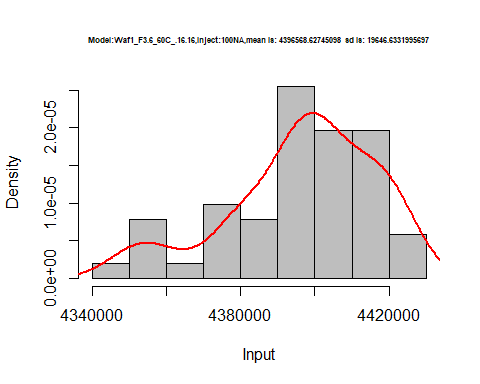 Model:Waf1_F3.6_60C_.16.16,Inject:100NA,mean is: 4396568.62745098  sd is: 19646.6331995697
Density
2.0e-05
1.0e-05
0.0e+00
4340000 4380000 4420000
Input